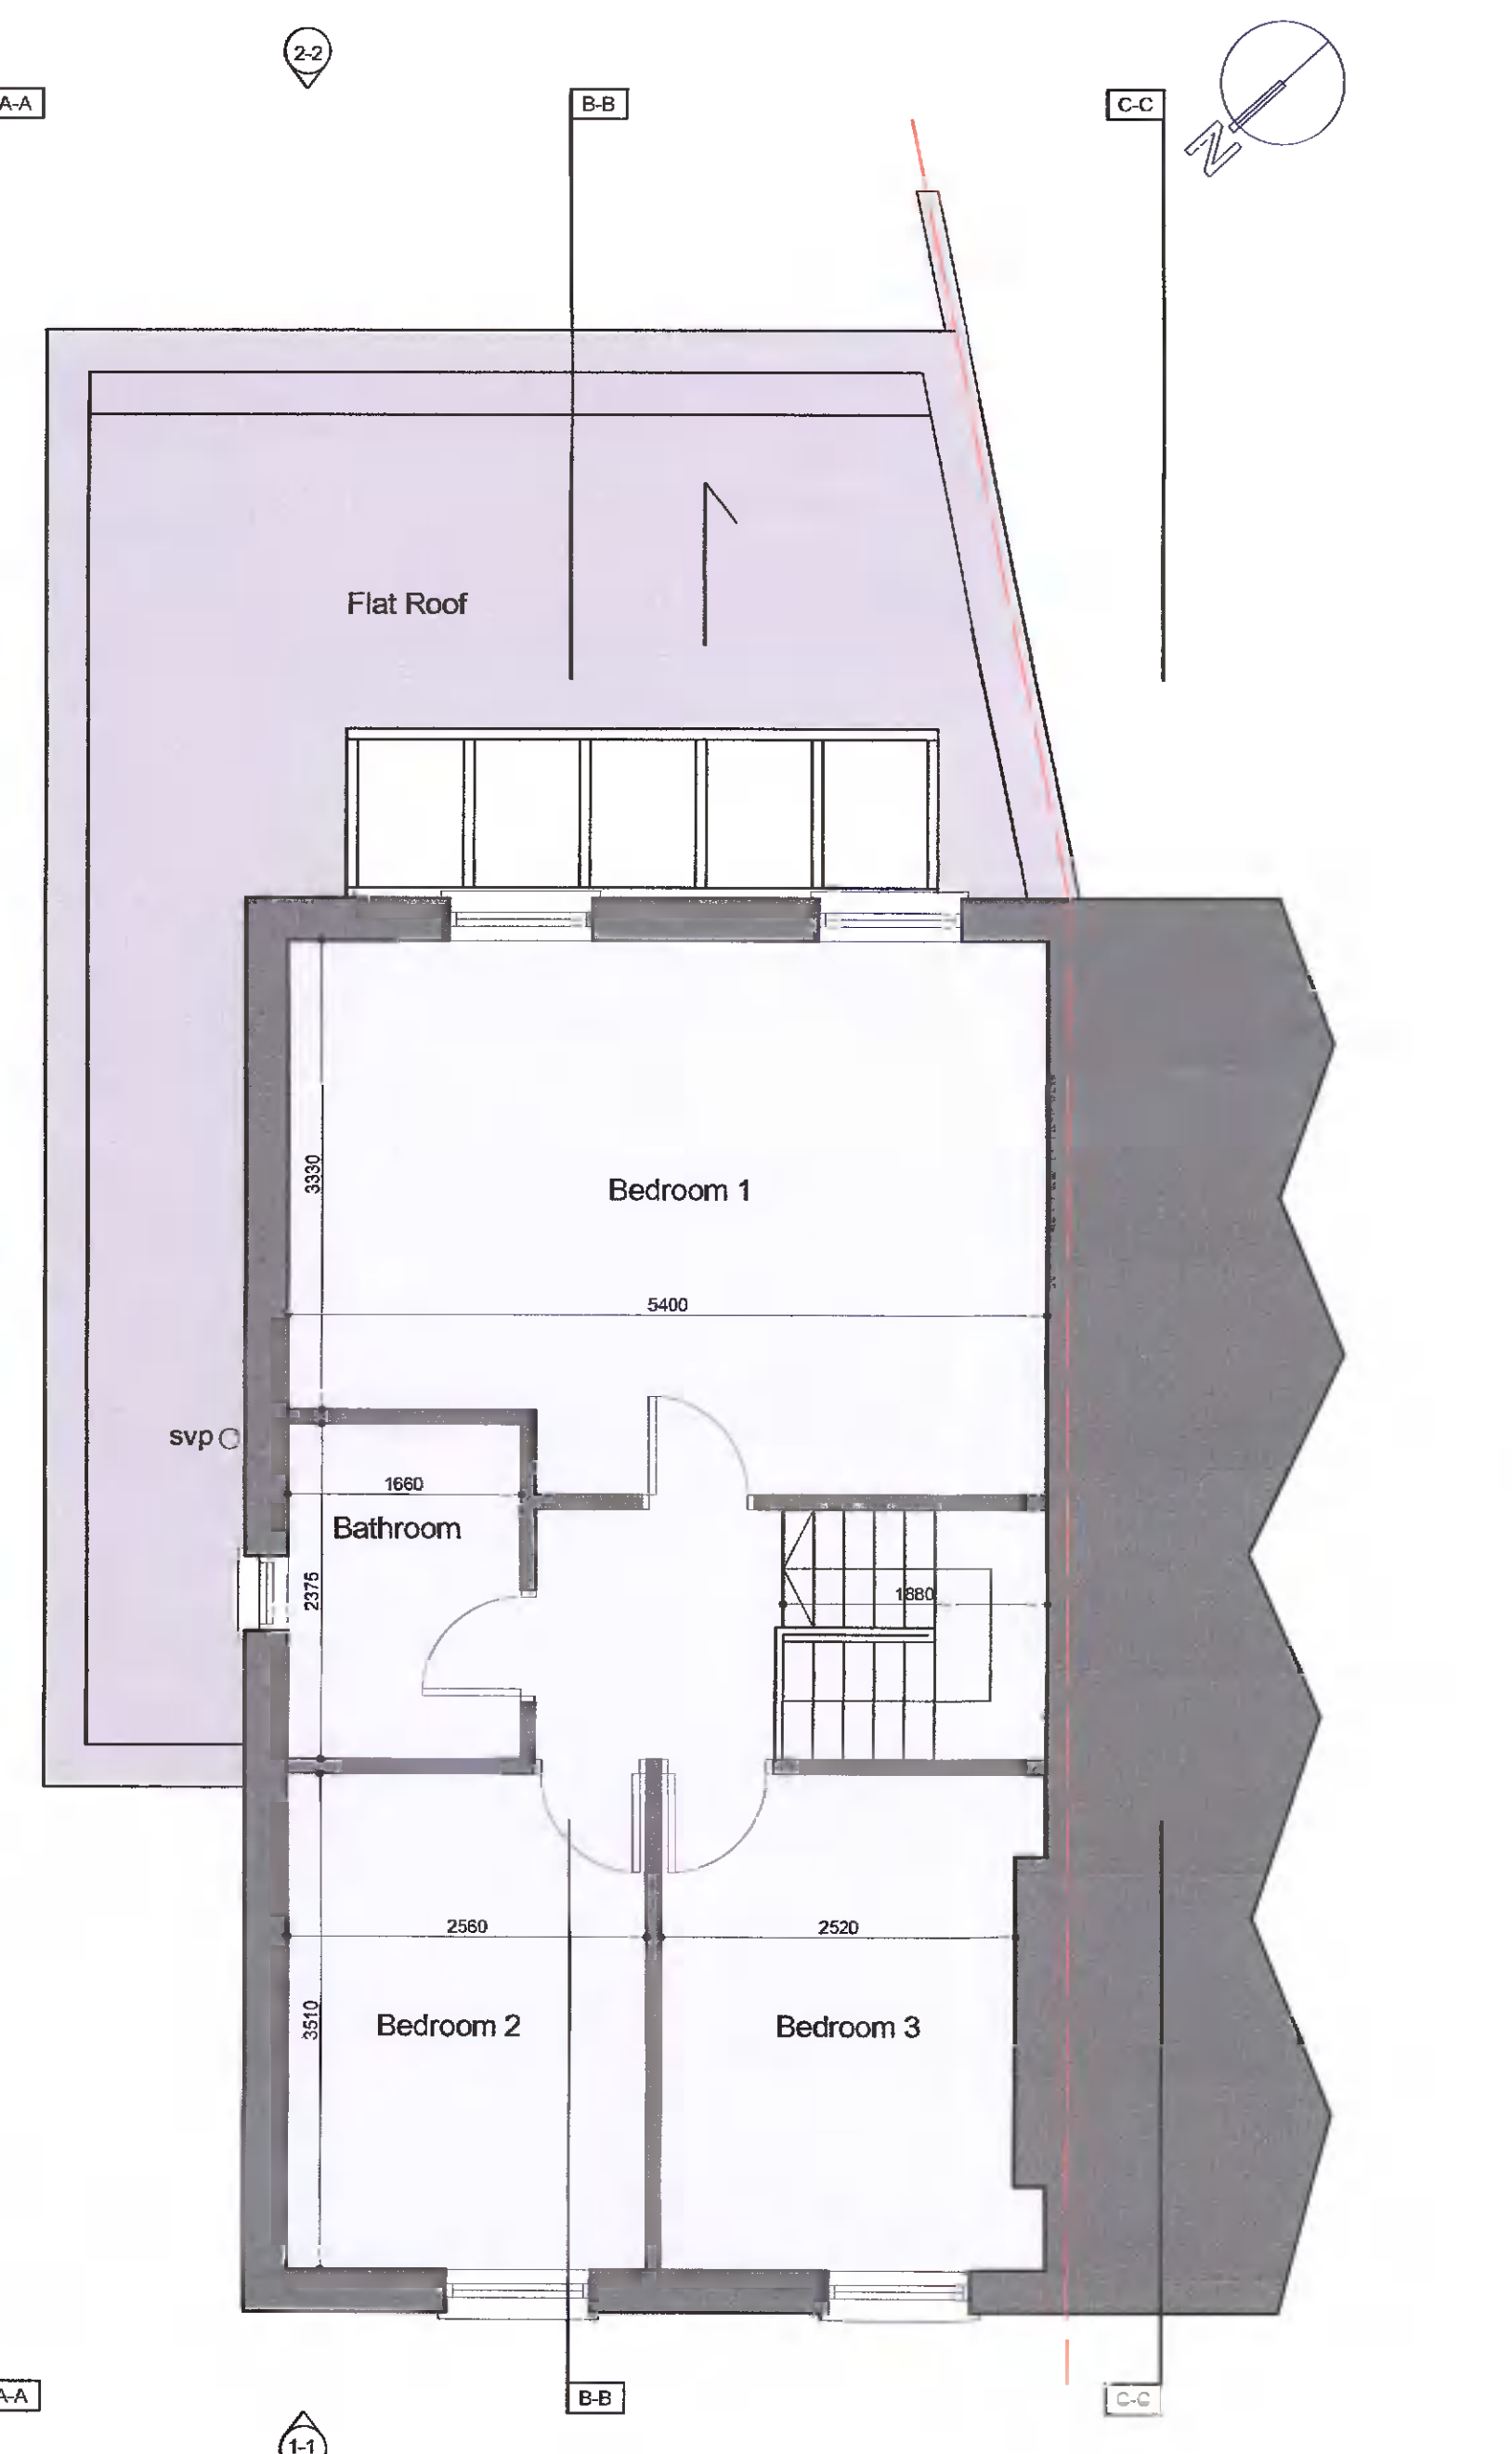 2-2
A-A
B-B
C-C
N
Flat Roof
3330
Bedroom 1
5400
svp
1660
Bathroom
2375
1880
2560
2520
3510
Bedroom 2
Bedroom 3
A-A
B-B
C-C
1-1